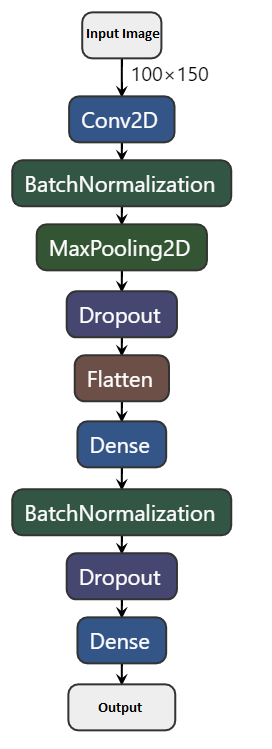 Input Image
100×150
Conv2D
BatchNormalization
MaxPooling2D
Dropout
Flatten
Dense
BatchNormalization
Dropout
Dense
Output